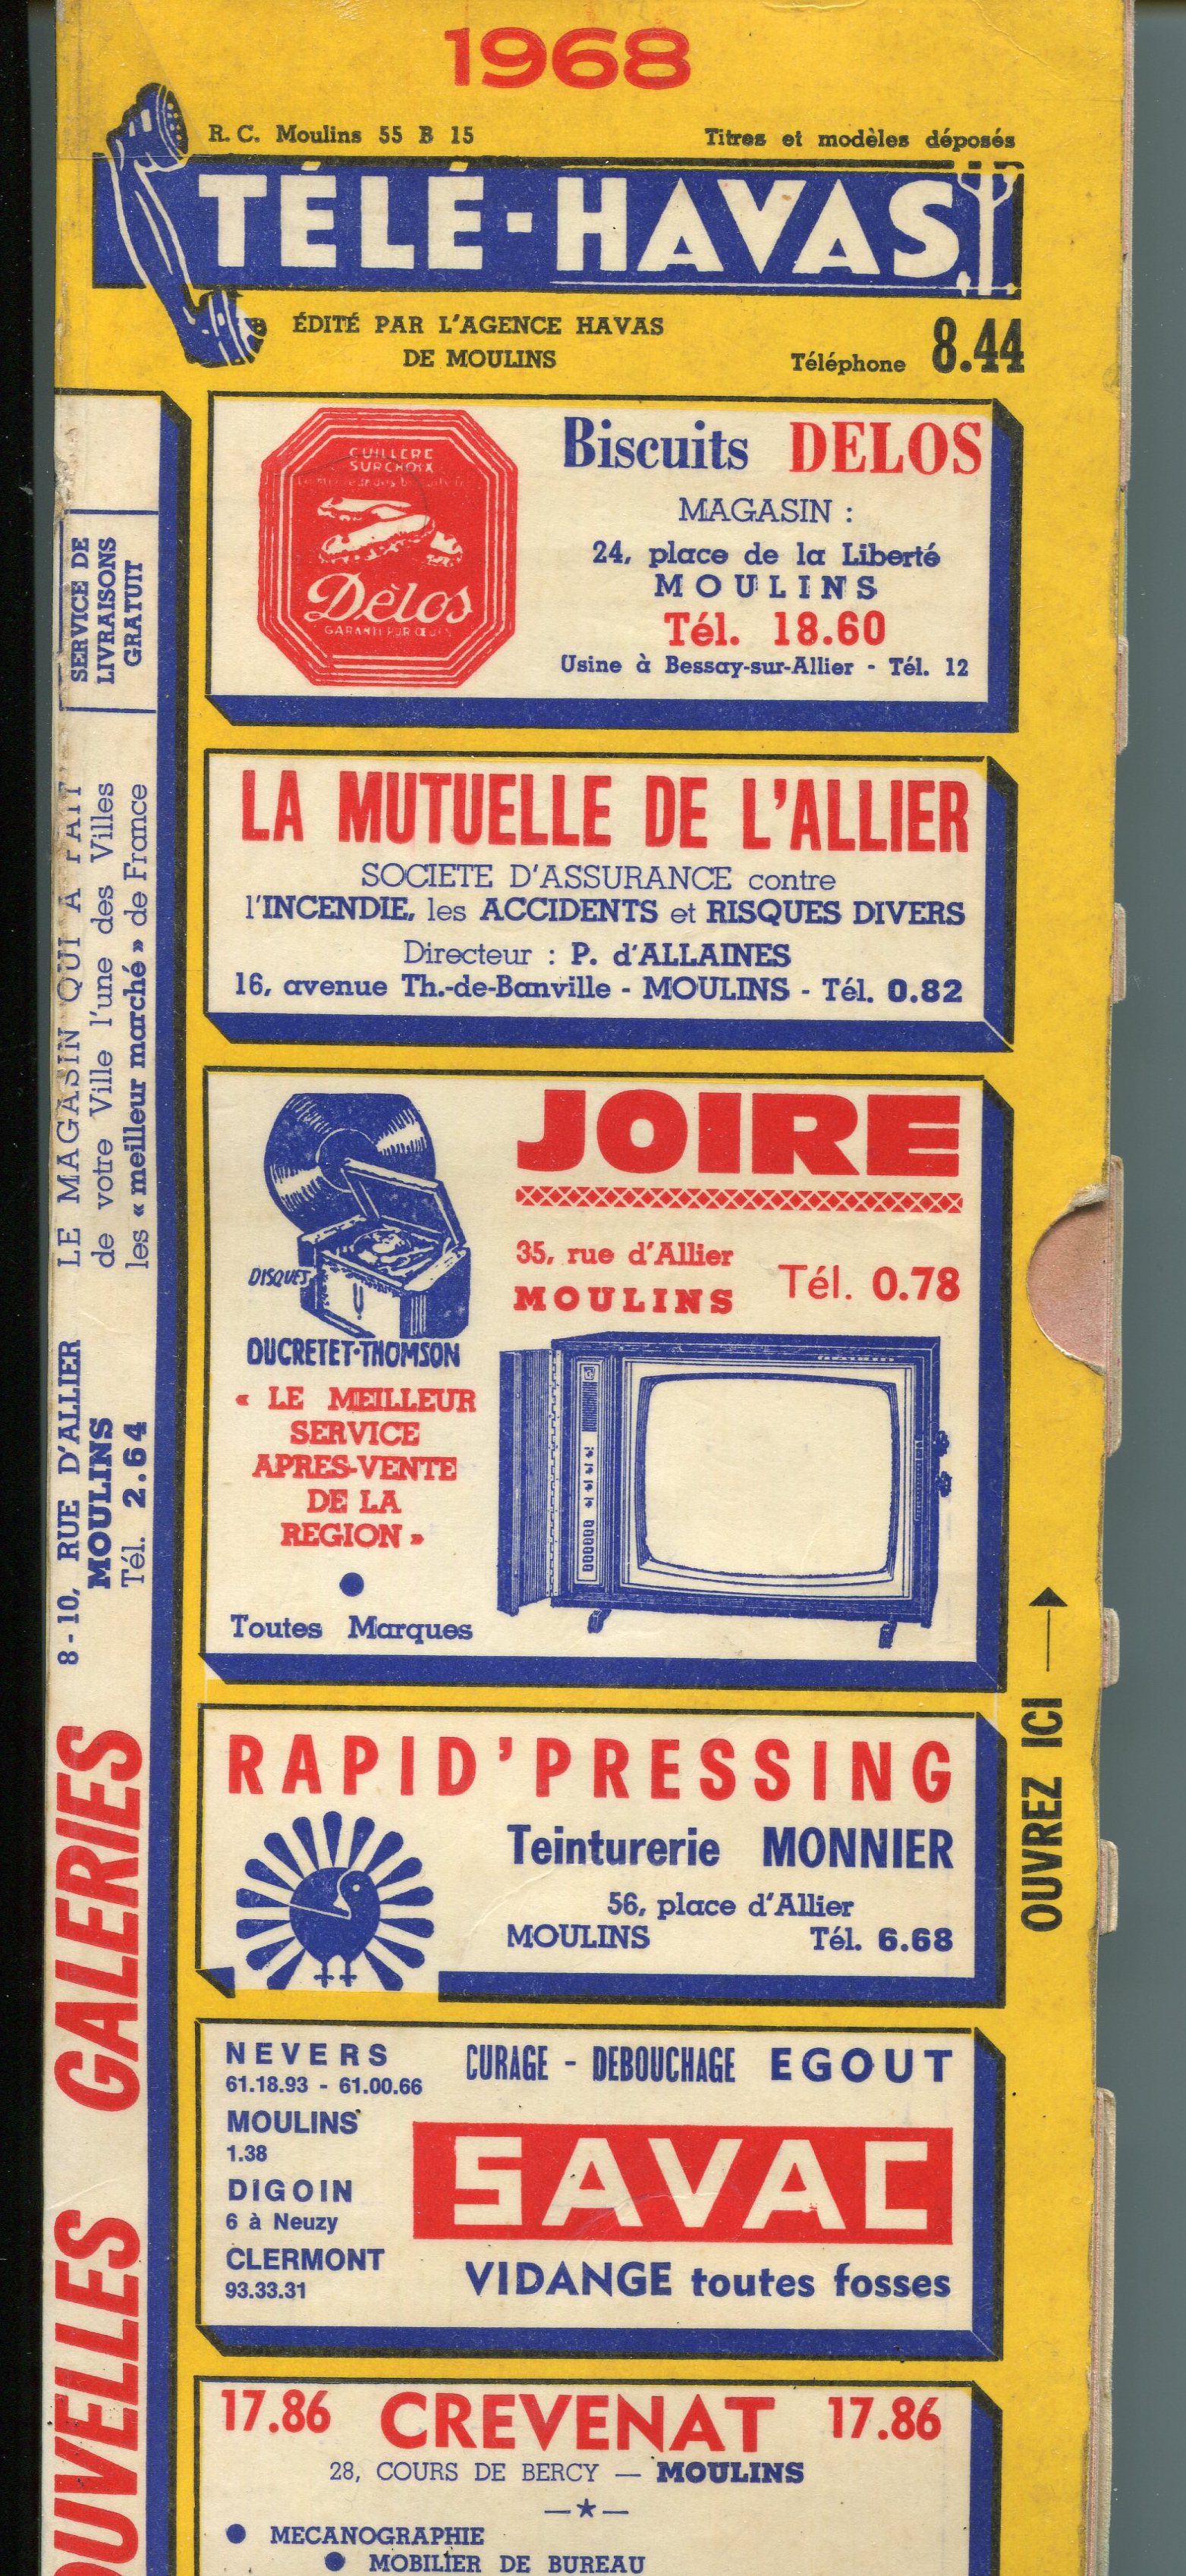 1968
R. C. Moulins 55 B 15
Titres et modèles déposés
TÉLÉ-HAVAS
ÉDITÉ PAR L'AGENCE HAVAS
DE MOULINS
Téléphone 8.44
CUILLERE
SURCHOIX
Délos
GARANTI PUR ŒUFS
Biscuits DELOS
MAGASIN :
24, place de la Liberté
MOULINS
Tél. 18.60
Usine à Bessay-sur-Allier - Tél. 12
LA MUTUELLE DE L'ALLIER
SOCIETE D'ASSURANCE contre
l'INCENDIE, les ACCIDENTS et RISQUES DIVERS
Directeur : P. d'ALLAINES
16, avenue Th.-de-Banville - MOULINS - Tél. 0.82
JOIRE
35, rue d'Allier
MOULINS
Tél. 0.78
DISQUES
DUCRETET-THOMSON
« LE MEILLEUR
SERVICE
APRES-VENTE
DE LA
REGION »
Toutes Marques
RAPID'PRESSING
Teinturerie MONNIER
56, place d'Allier
MOULINS Tél. 6.68
NEVERS
61.18.93 - 61.00.66
MOULINS
1.38
DIGOIN
6 à Neuzy
CLERMONT
93.33.31
CURAGE - DEBOUCHAGE EGOUT
SAVAC
VIDANGE toutes fosses
17.86 CREVENAT 17.86
28, COURS DE BERCY — MOULINS
MECANOGRAPHIE
MOBILIER DE BUREAU
OUVREZ ICI
OUVELLES GALERIES
8-10, RUE D'ALLIER
MOULINS
Tél. 2.64
LE MAGASIN QUI A FAIT
de votre Ville l'une des Villes
les « meilleur marché » de France
SERVICE DE
LIVRAISONS
GRATUIT